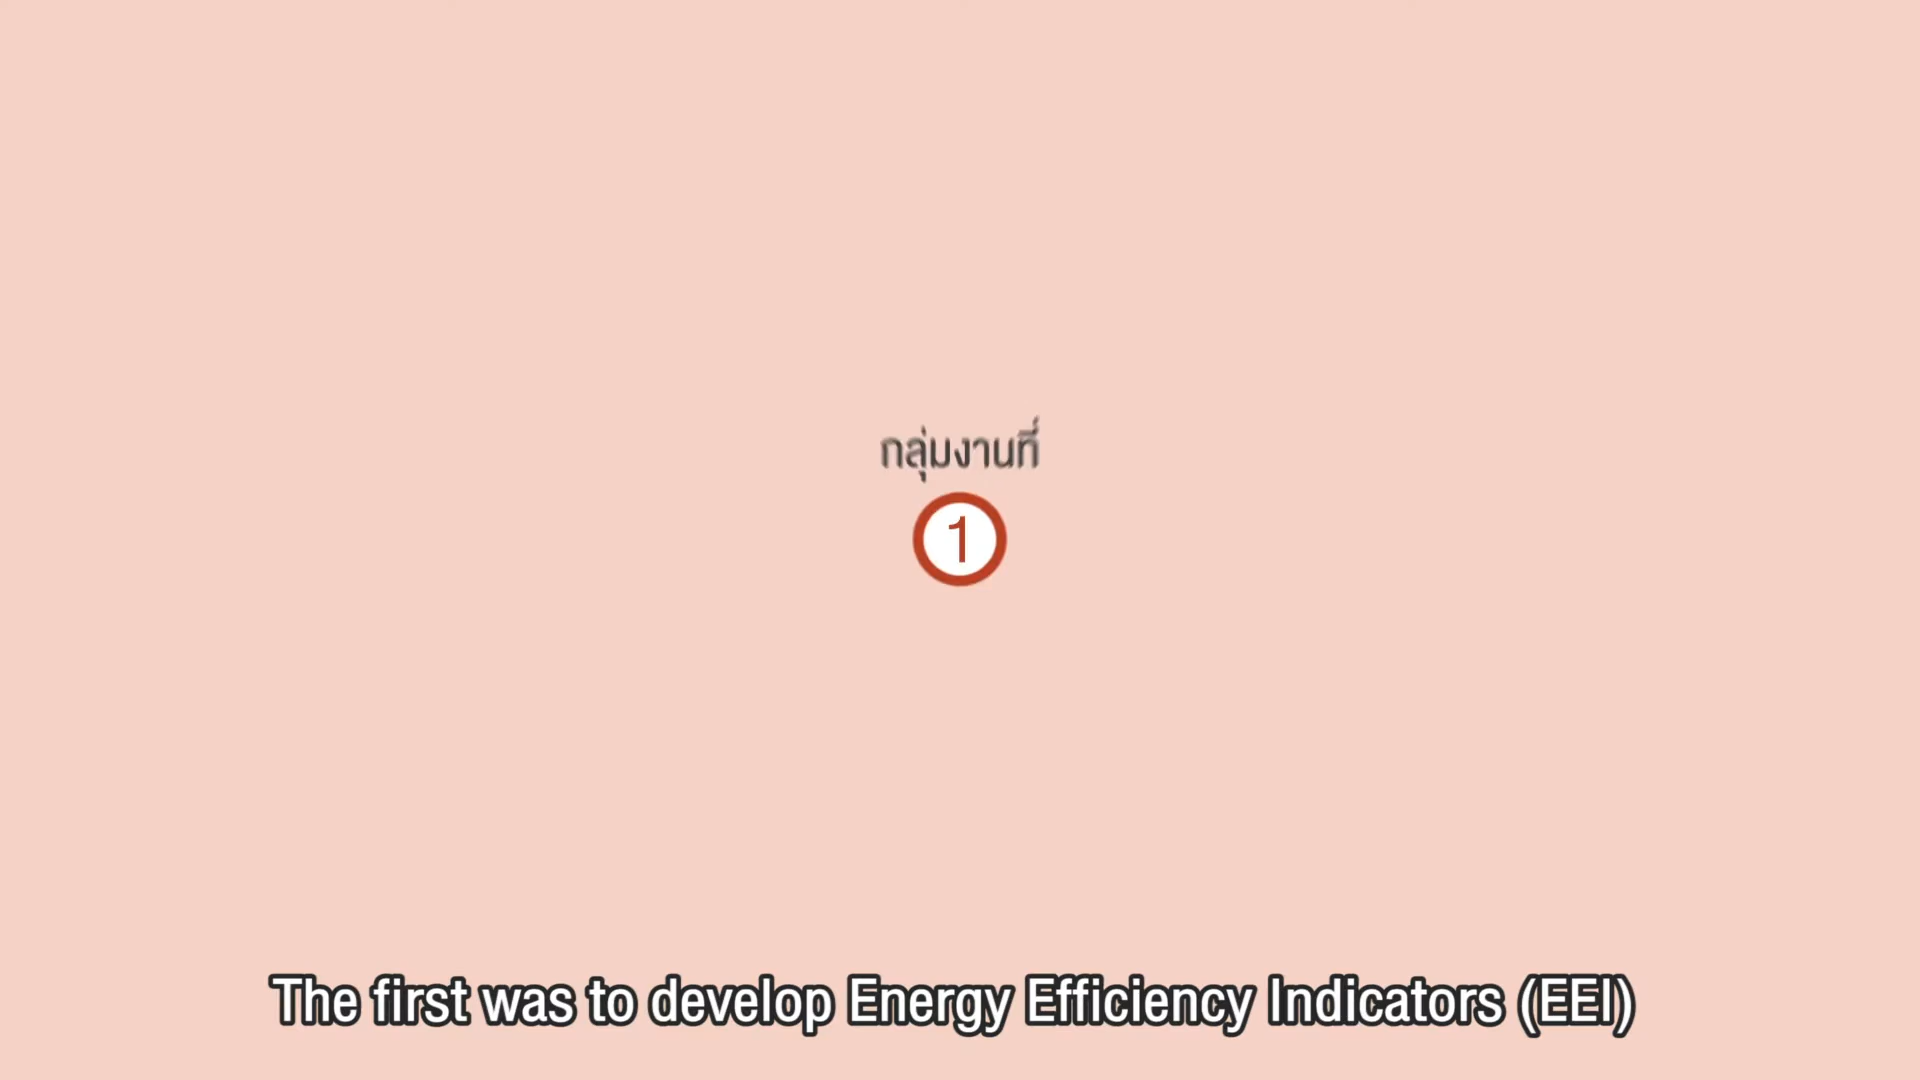 กลุ่มงานที่
1
The first was to develop Energy Efficiency Indicators (EEI)